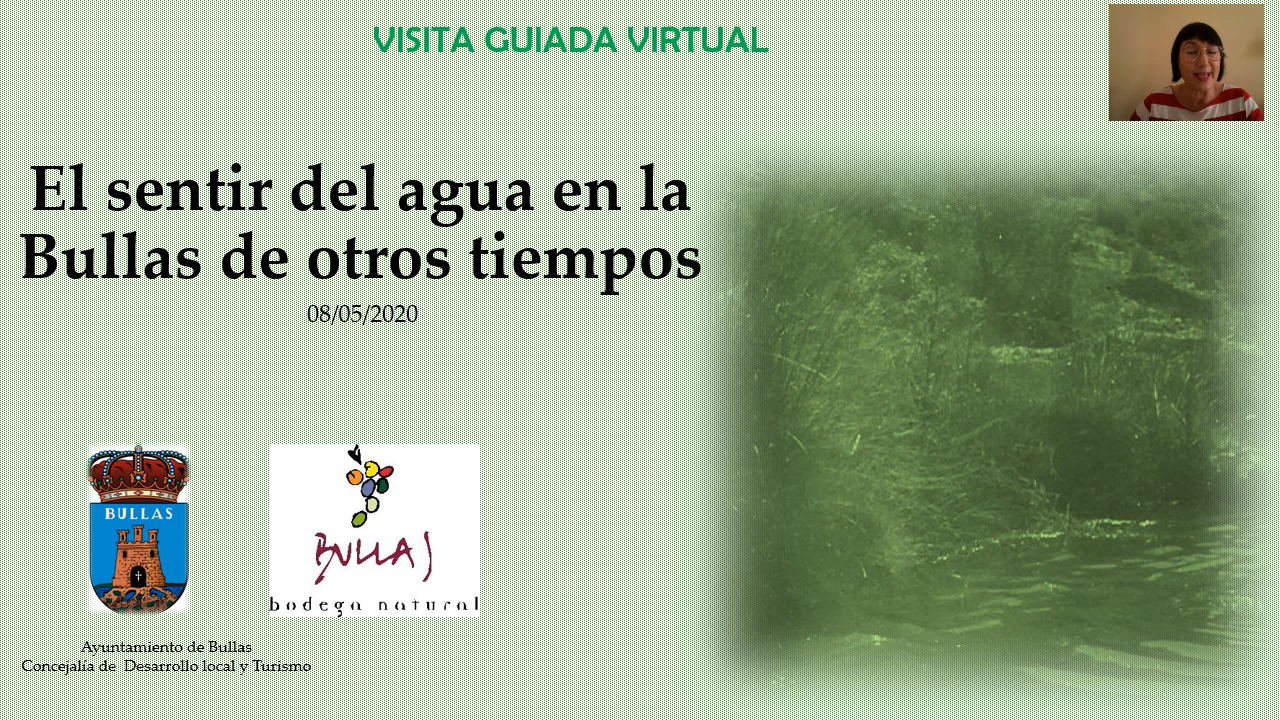 VISITA GUIADA VIRTUAL
El sentir del agua en la
Bullas de otros tiempos
08/05/2020
BULLAS
BULLAS
bodega natural
Ayuntamiento de Bullas
Concejalía de Desarrollo local y Turismo